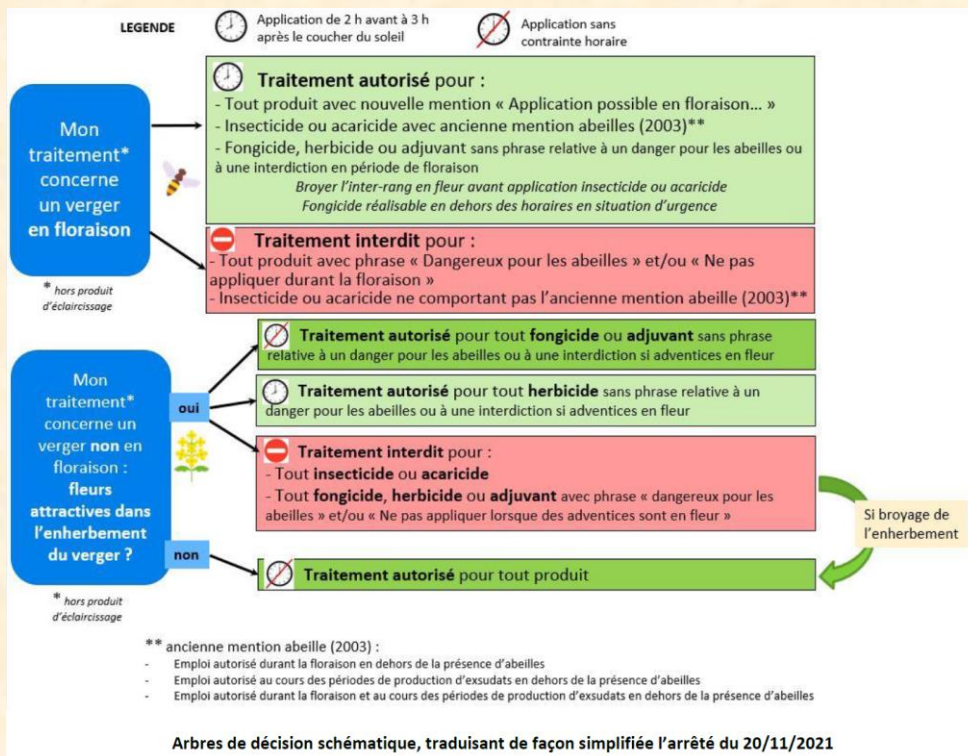 LEGENDE
Application de 2 h avant à 3 h
après le coucher du soleil
Application sans
contrainte horaire
Mon
traitement*
concerne
un verger
en floraison
* hors produit
d'éclaircissage
Traitement autorisé pour :
- Tout produit avec nouvelle mention « Application possible en floraison… »
- Insecticide ou acaricide avec ancienne mention abeilles (2003)**
- Fongicide, herbicide ou adjuvant sans phrase relative à un danger pour les abeilles ou
à une interdiction en période de floraison
Broyer l'inter-rang en fleur avant application insecticide ou acaricide
Fongicide réalisable en dehors des horaires en situation d'urgence
Traitement interdit pour :
- Tout produit avec phrase « Dangereux pour les abeilles » et/ou « Ne pas
appliquer durant la floraison »
- Insecticide ou acaricide ne comportant pas l'ancienne mention abeille (2003)**
Mon
traitement*
concerne un
verger non en
floraison :
fleurs
attractives dans
l'enherbement
du verger ?
* hors produit
d'éclaircissage
oui
Traitement autorisé pour tout fongicide ou adjuvant sans phrase
relative à un danger pour les abeilles ou à une interdiction si adventices en fleur
Traitement autorisé pour tout herbicide sans phrase relative à un
danger pour les abeilles ou à une interdiction si adventices en fleur
Traitement interdit pour :
- Tout insecticide ou acaricide
- Tout fongicide, herbicide ou adjuvant avec phrase « dangereux pour les
abeilles » et/ou « Ne pas appliquer lorsque des adventices sont en fleur »
Si broyage de
l'enherbement
non
Traitement autorisé pour tout produit
** ancienne mention abeille (2003) :
- Emploi autorisé durant la floraison en dehors de la présence d'abeilles
- Emploi autorisé au cours des périodes de production d'exsudats en dehors de la présence d'abeilles
- Emploi autorisé durant la floraison et au cours des périodes de production d'exsudats en dehors de la présence d'abeilles
Arbres de décision schématique, traduisant de façon simplifiée l'arrêté du 20/11/2021